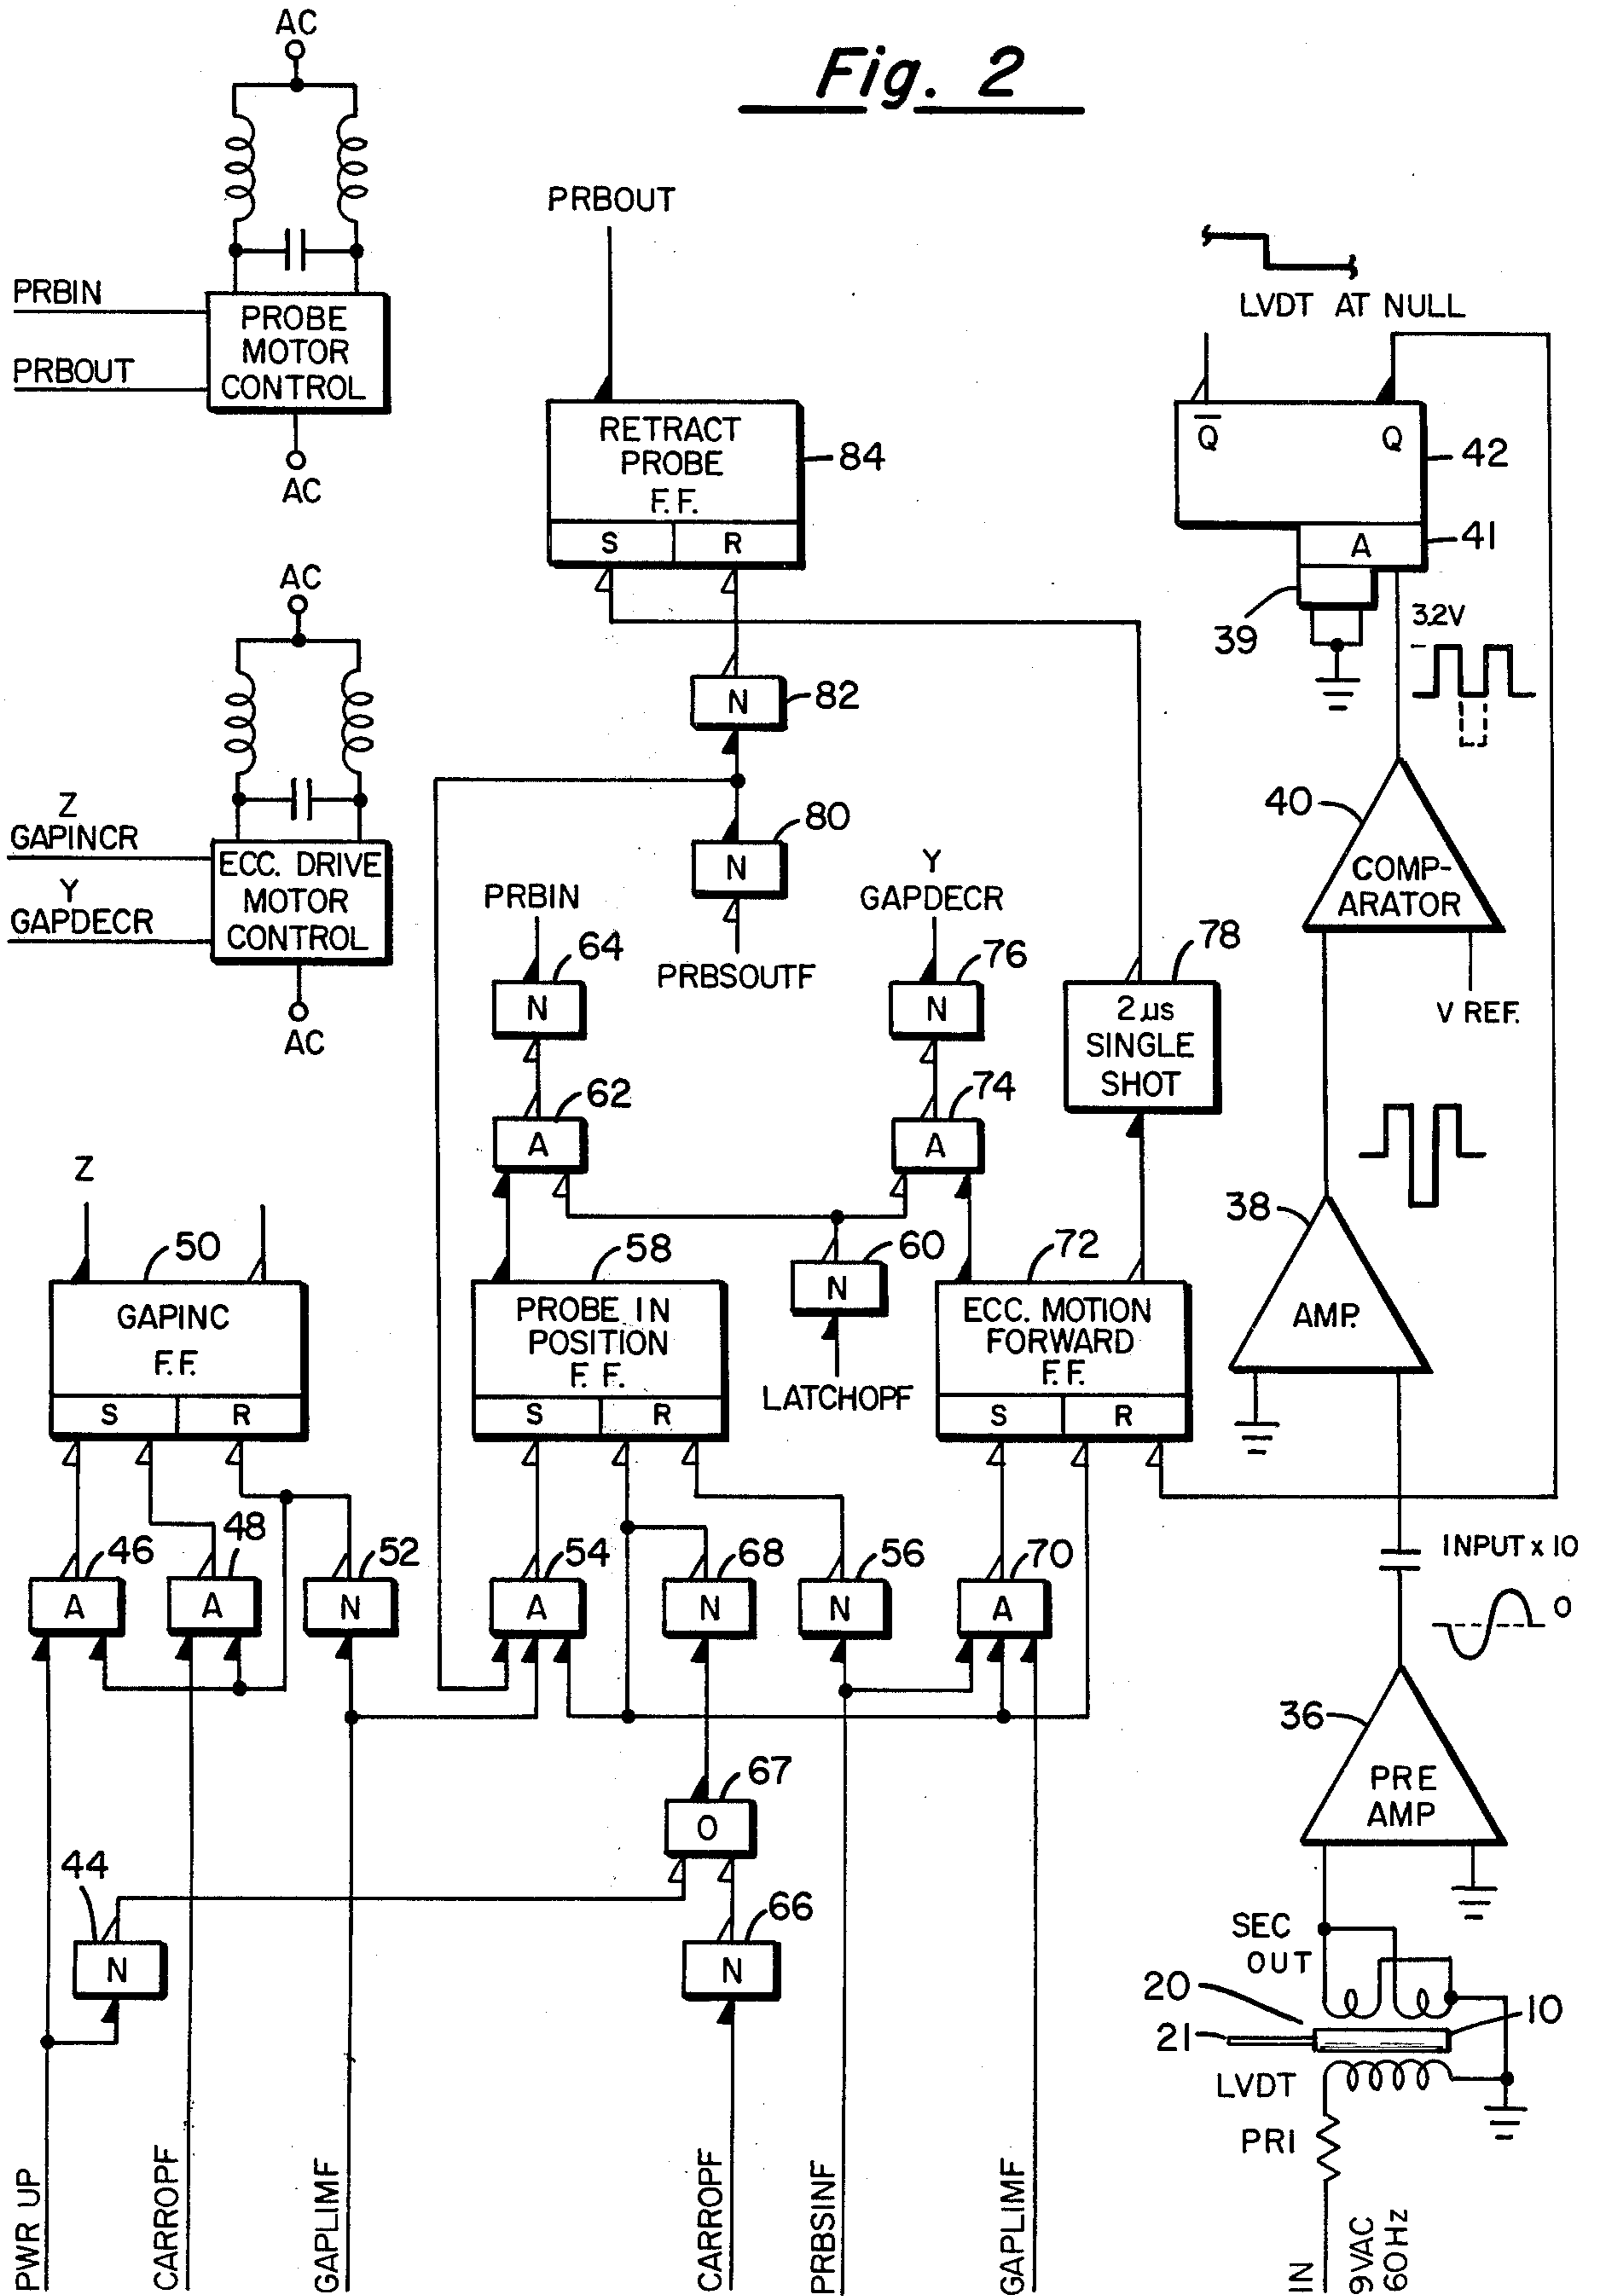 Fig. 2
AC
PRBIN
PRBOUT
PROBE
MOTOR
CONTROL
AC
AC
Z
GAPINCR
Y
GAPDECR
ECC. DRIVE
MOTOR
CONTROL
AC
PRBOUT
RETRACT
PROBE
F.F.
84
S
R
N
82
N
80
PRBSOUTF
PRBIN
64
N
62
A
Y
GAPDECR
76
N
74
A
78
2 µs
SINGLE
SHOT
LVDT AT NULL
Q̅
Q
42
A
41
39
3.2V
40
COMP-
ARATOR
V REF.
38
AMP.
INPUT x 10
O
36
PRE
AMP
SEC
OUT
20
21
10
LVDT
PRI
IN
9VAC
60Hz
Z
50
GAPINC
F.F.
S
R
46
A
48
A
52
N
58
PROBE IN
POSITION
F. F.
S
R
60
N
LATCHOPF
72
ECC. MOTION
FORWARD
F.F.
S
R
54
A
68
N
56
N
70
A
67
O
44
N
66
N
PWR UP
CARROPF
GAPLIMF
CARROPF
PRBSINF
GAPLIMF